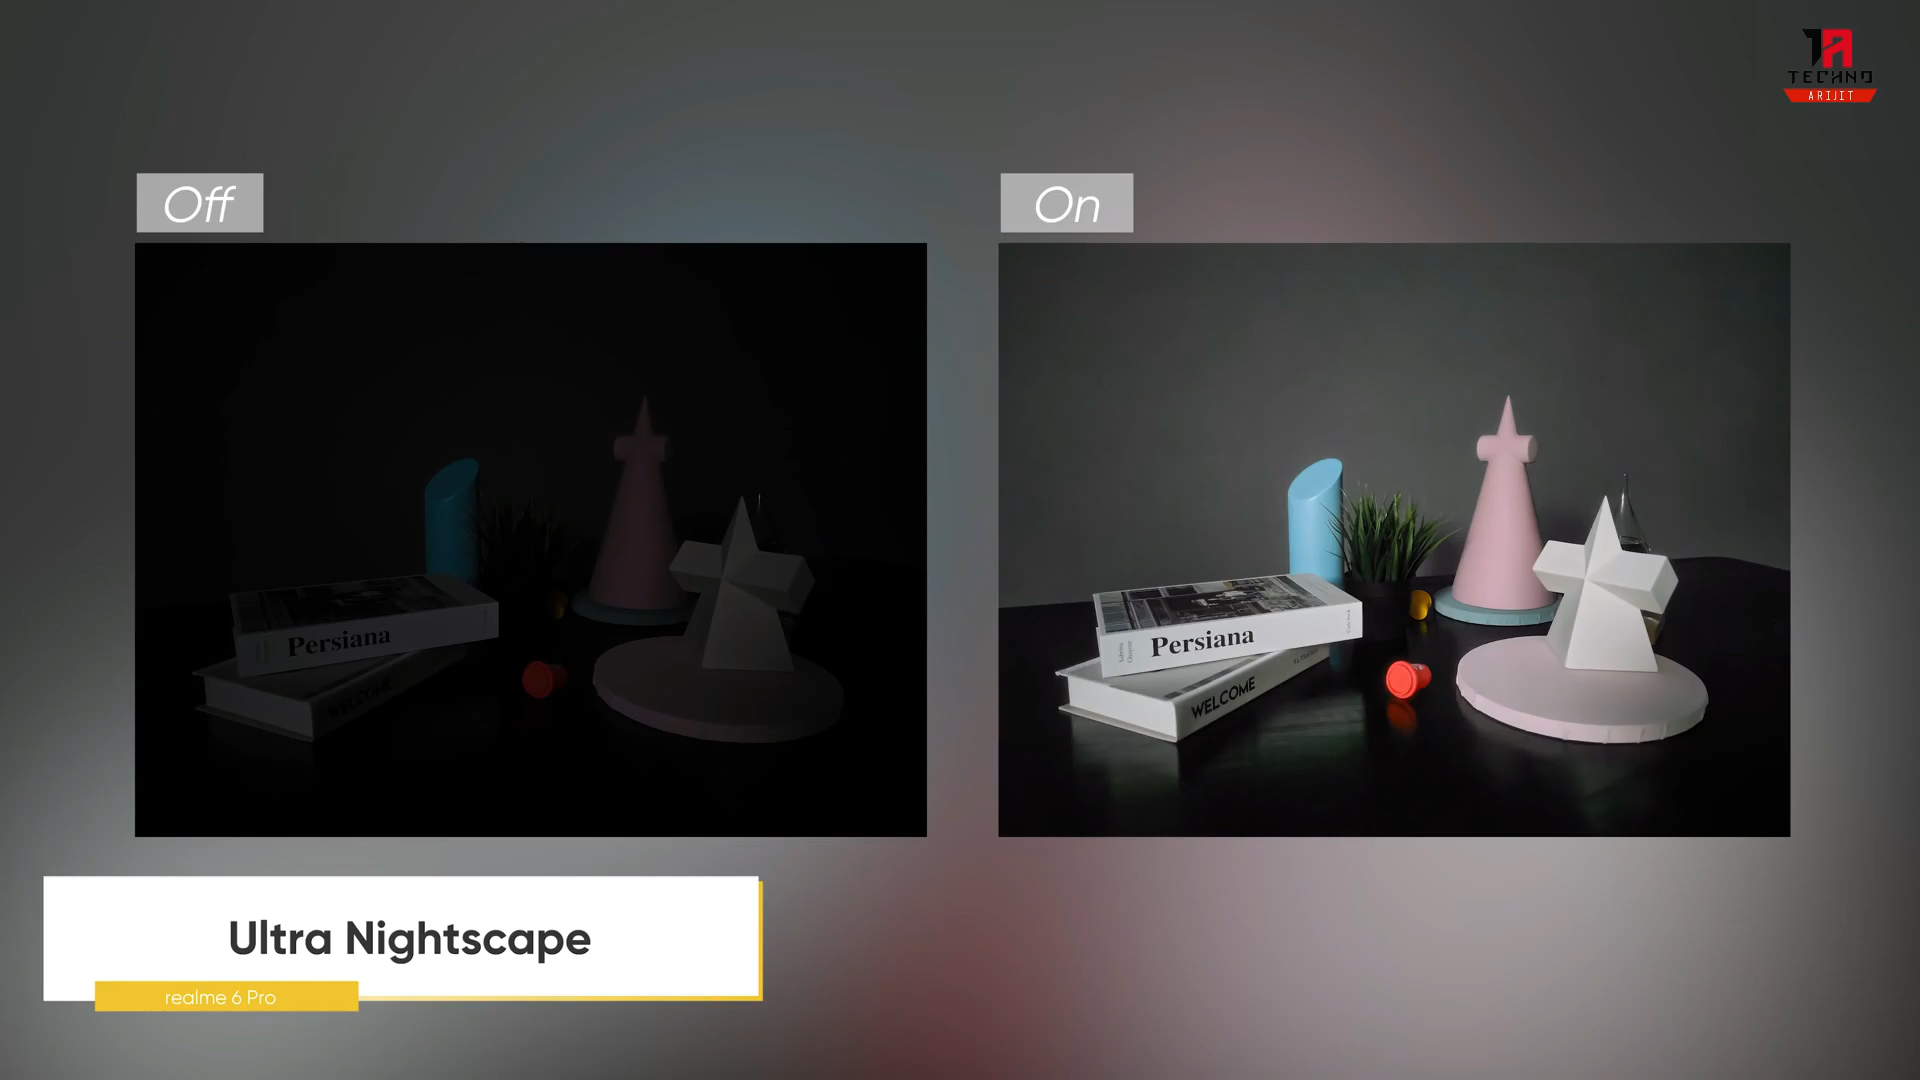 TECHNO
ARIJIT
Off
On
Persiana
WELCOME
Persiana
WELCOME
Ultra Nightscape
realme 6 Pro